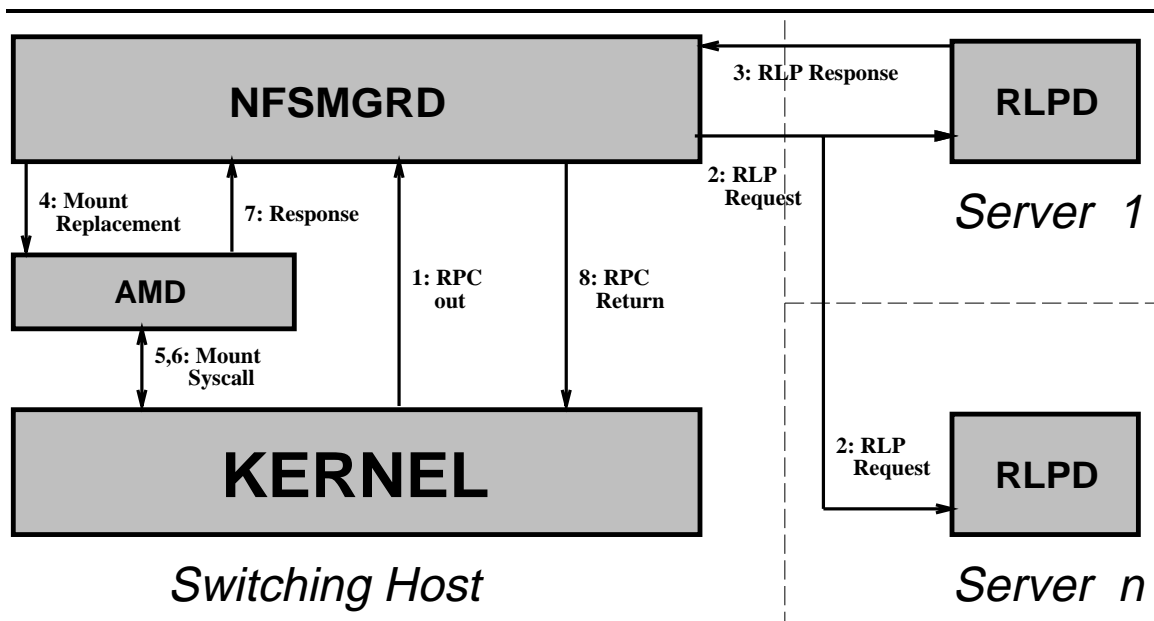 NFSMGRD
3: RLP Response
RLPD
2: RLP
Request
Server 1
4: Mount
Replacement
7: Response
AMD
1: RPC
out
8: RPC
Return
5,6: Mount
Syscall
KERNEL
2: RLP
Request
RLPD
Switching Host
Server n